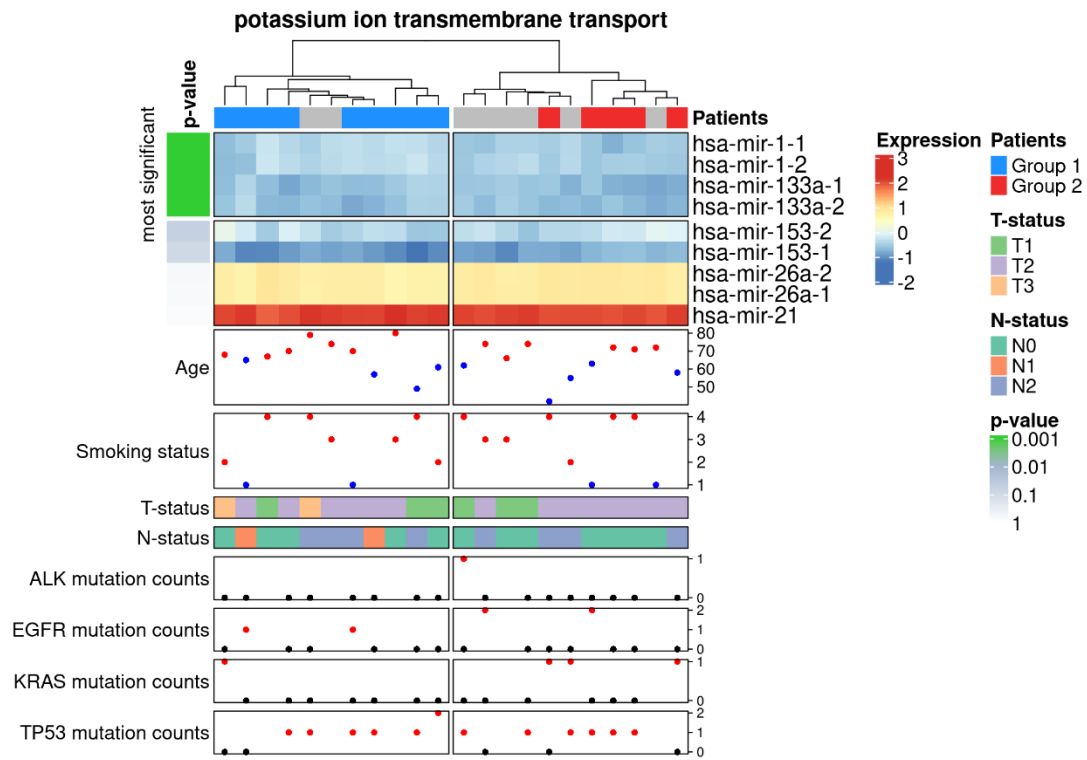 potassium ion transmembrane transport
most significant
p-value
Patients
hsa-mir-1-1
hsa-mir-1-2
hsa-mir-133a-1
hsa-mir-133a-2
hsa-mir-153-2
hsa-mir-153-1
hsa-mir-26a-2
hsa-mir-26a-1
hsa-mir-21
Age
80
70
60
50
Smoking status
4
3
2
1
T-status
N-status
ALK mutation counts
1
0
EGFR mutation counts
2
1
0
KRAS mutation counts
1
0
TP53 mutation counts
2
1
0
Expression
3
2
1
0
-1
-2
Patients
Group 1
Group 2
T-status
T1
T2
T3
N-status
N0
N1
N2
p-value
0.001
0.01
0.1
1